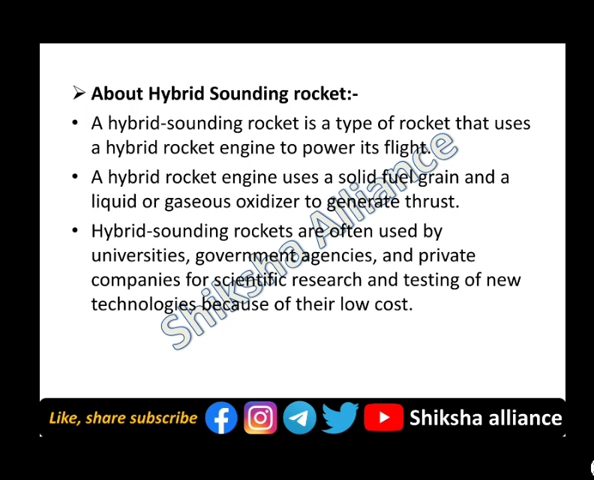 ➤ About Hybrid Sounding rocket:-
• A hybrid-sounding rocket is a type of rocket that uses
a hybrid rocket engine to power its flight.
• A hybrid rocket engine uses a solid fuel grain and a
liquid or gaseous oxidizer to generate thrust.
• Hybrid-sounding rockets are often used by
universities, government agencies, and private
companies for scientific research and testing of new
technologies because of their low cost.
Shiksha Alliance
Like, share subscribe Shiksha alliance